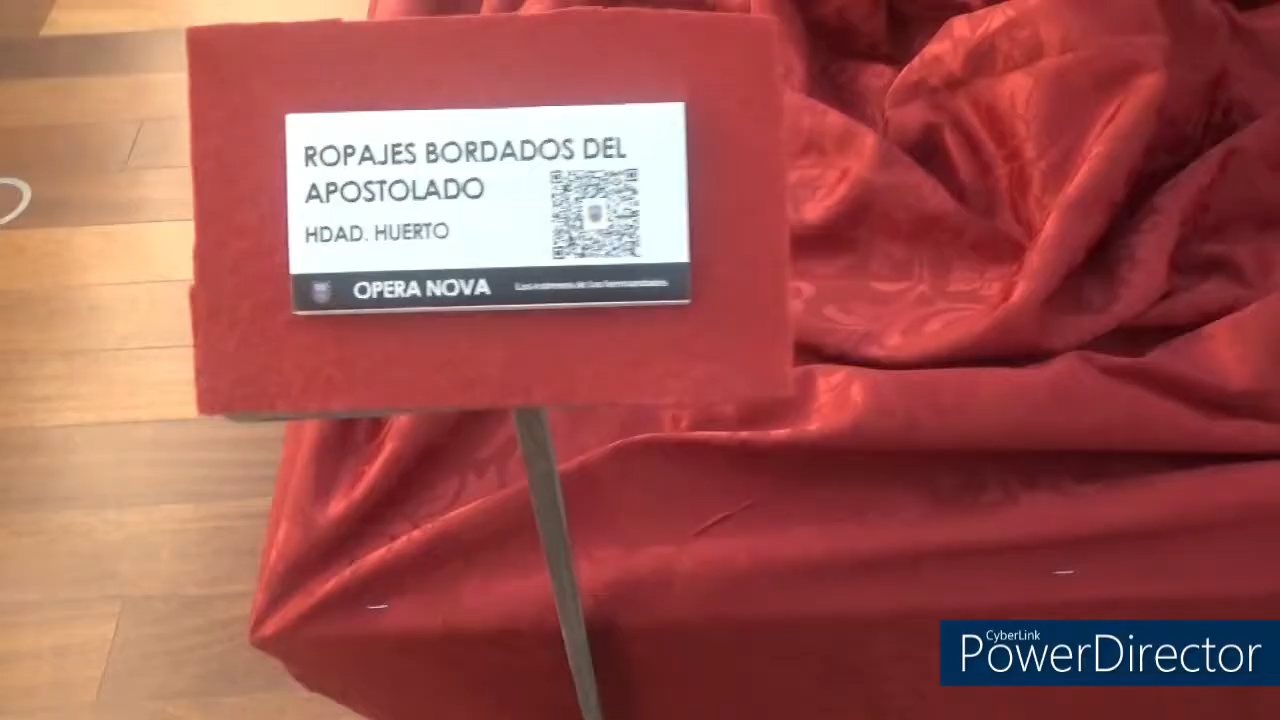 ROPAJES BORDADOS DEL
APOSTOLADO
HDAD. HUERTO
OPERA NOVA
CyberLink
PowerDirector